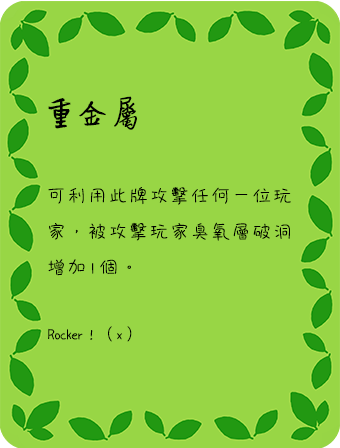 重金屬
可利用此牌攻擊任何一位玩
家，被攻擊玩家臭氧層破洞
增加1個。
Rocker！（x）